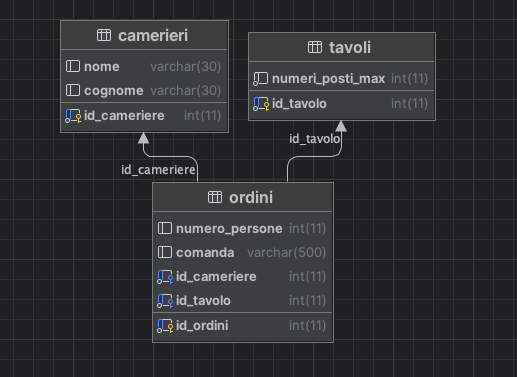 camerieri
nome varchar(30)
cognome varchar(30)
id_cameriere int(11)
tavoli
numeri_posti_max int(11)
id_tavolo int(11)
id_tavolo
id_cameriere
ordini
numero_persone int(11)
comanda varchar(500)
id_cameriere int(11)
id_tavolo int(11)
id_ordini int(11)